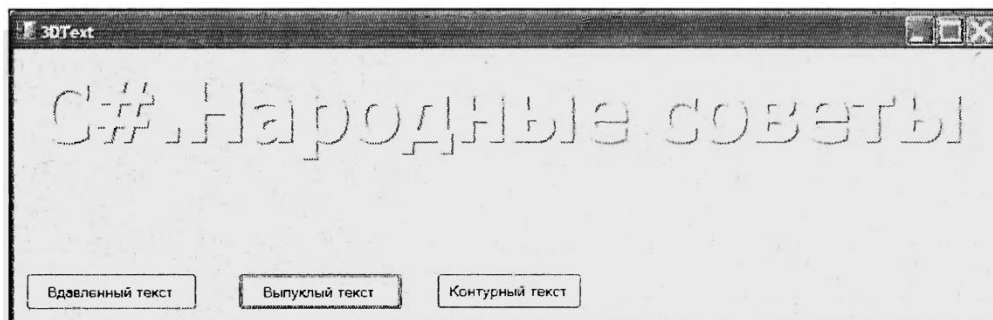 3DText
C#.Народные советы
Вдавленный текст Выпуклый текст Контурный текст